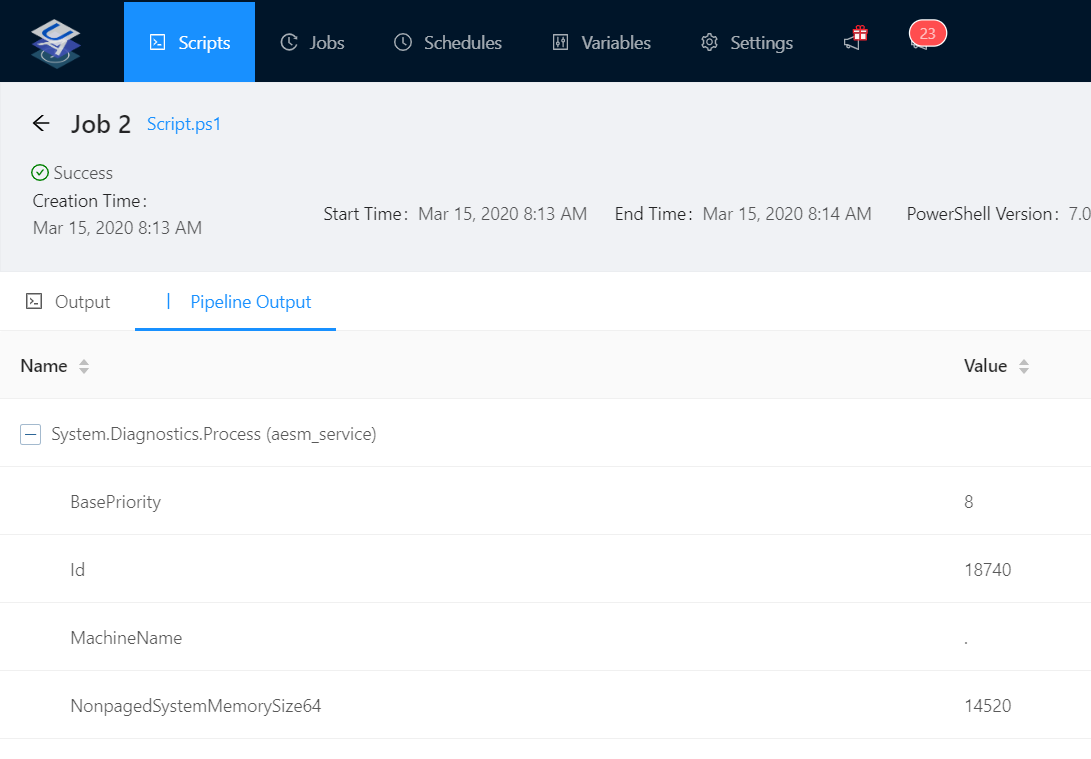 Scripts Jobs Schedules Variables Settings 23
Job 2 Script.ps1
Success
Creation Time:
Mar 15, 2020 8:13 AM
Start Time: Mar 15, 2020 8:13 AM End Time: Mar 15, 2020 8:14 AM PowerShell Version: 7.0
Output Pipeline Output
Name Value
System.Diagnostics.Process (aesm_service)
BasePriority 8
Id 18740
MachineName .
NonpagedSystemMemorySize64 14520